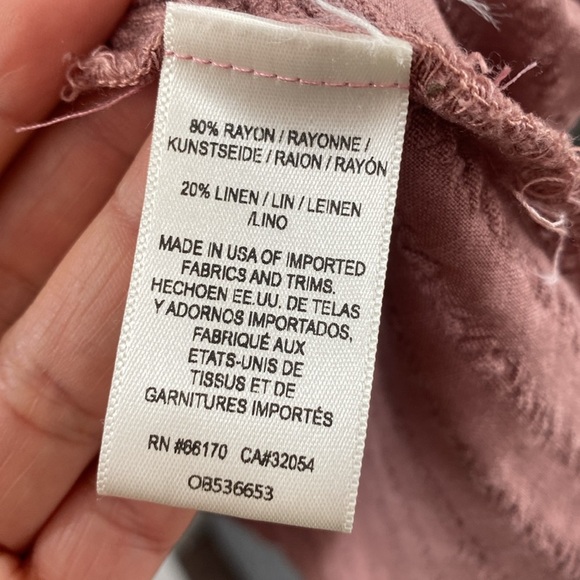 80% RAYON / RAYONNE /
KUNSTSEIDE / RAION / RAYÓN
20% LINEN / LIN / LEINEN
/LINO
MADE IN USA OF IMPORTED
FABRICS AND TRIMS.
HECHOEN EE.UU. DE TELAS
Y ADORNOS IMPORTADOS,
FABRIQUÉ AUX
ETATS-UNIS DE
TISSUS ET DE
GARNITURES IMPORTÉS
RN #66170 CA#32054
OB536653